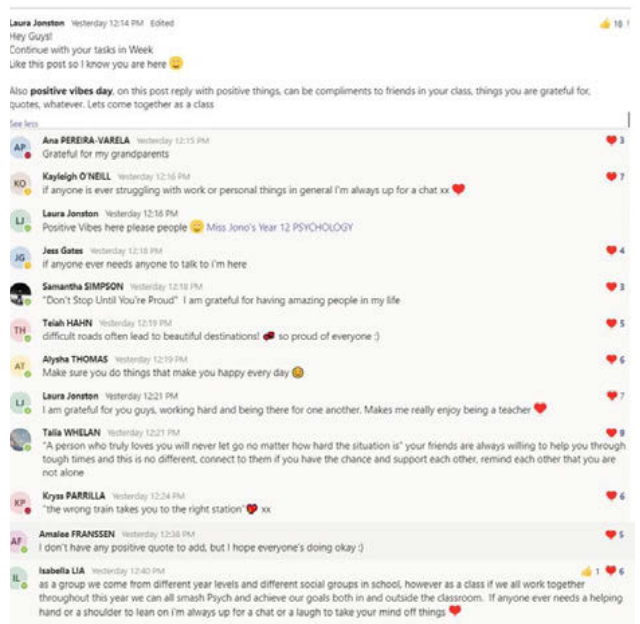 Laura Jonston Yesterday 12:14 PM Edited 18
Hey Guys!
Continue with your tasks in Week
Like this post so I know you are here
Also positive vibes day, on this post reply with positive things, can be compliments to friends in your class, things you are grateful for,
quotes, whatever. Lets come together as a class
See less
AP Ana PEREIRA-VARELA Yesterday 12:15 PM 3
Grateful for my grandparents
KO Kayleigh O'NEILL Yesterday 12:16 PM 7
if anyone is ever struggling with work or personal things in general I'm always up for a chat xx
LJ Laura Jonston Yesterday 12:18 PM
Positive Vibes here please people Miss Jono's Year 12 PSYCHOLOGY
JG Jess Gates Yesterday 12:18 PM 4
if anyone ever needs anyone to talk to i'm here
Samantha SIMPSON Yesterday 12:18 PM 3
"Don't Stop Until You're Proud" I am grateful for having amazing people in my life
TH Teiah HAHN Yesterday 12:19 PM 5
difficult roads often lead to beautiful destinations! so proud of everyone :)
AT Alysha THOMAS Yesterday 12:19 PM 6
Make sure you do things that make you happy every day
LJ Laura Jonston Yesterday 12:21 PM 7
I am grateful for you guys, working hard and being there for one another. Makes me really enjoy being a teacher
Talia WHELAN Yesterday 12:21 PM 9
"A person who truly loves you will never let go no matter how hard the situation is" your friends are always willing to help you through
tough times and this is no different, connect to them if you have the chance and support each other, remind each other that you are
not alone
KP Kryss PARRILLA Yesterday 12:24 PM 6
"the wrong train takes you to the right station" xx
AF Amalee FRANSSEN Yesterday 12:38 PM 5
I don't have any positive quote to add, but I hope everyone's doing okay :)
IL Isabella LIA Yesterday 12:40 PM 1 6
as a group we come from different year levels and different social groups in school, however as a class if we all work together
throughout this year we can all smash Psych and achieve our goals both in and outside the classroom. If anyone ever needs a helping
hand or a shoulder to lean on i'm always up for a chat or a laugh to take your mind off things